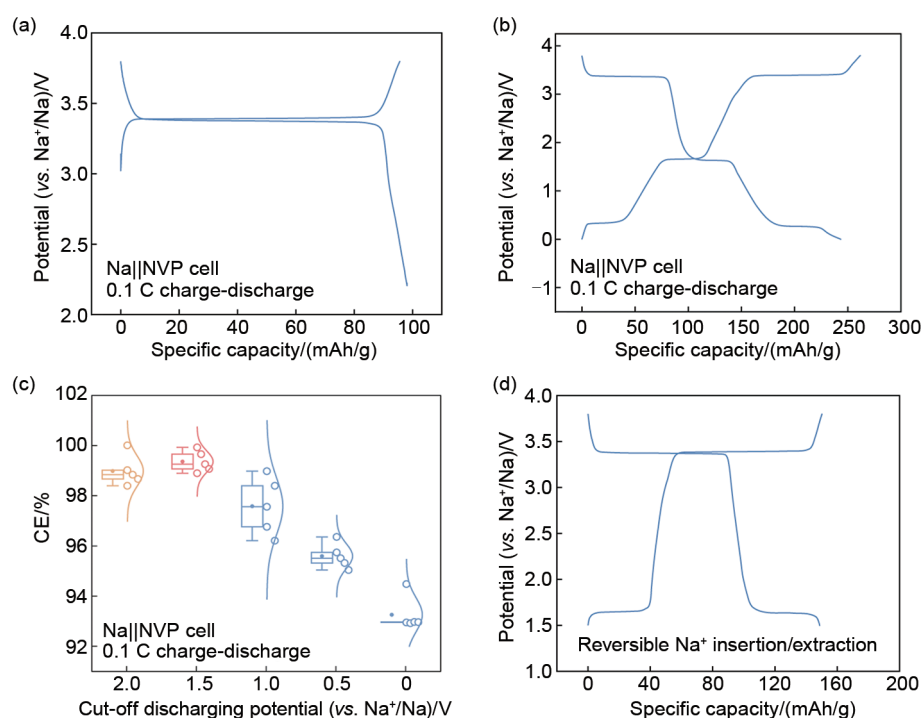 (a)
4.0
3.5
3.0
2.5
2.0
Potential (vs. Na⁺/Na)/V
Na||NVP cell
0.1 C charge-discharge
0 20 40 60 80 100
Specific capacity/(mAh/g)
(b)
4
3
2
1
0
−1
Potential (vs. Na⁺/Na)/V
Na||NVP cell
0.1 C charge-discharge
0 50 100 150 200 250 300
Specific capacity/(mAh/g)
(c)
102
100
98
96
94
92
CE/%
Na||NVP cell
0.1 C charge-discharge
2.0 1.5 1.0 0.5 0
Cut-off discharging potential (vs. Na⁺/Na)/V
(d)
4.0
3.5
3.0
2.5
2.0
1.5
1.0
Potential (vs. Na⁺/Na)/V
Reversible Na⁺ insertion/extraction
0 40 80 120 160 200
Specific capacity/(mAh/g)